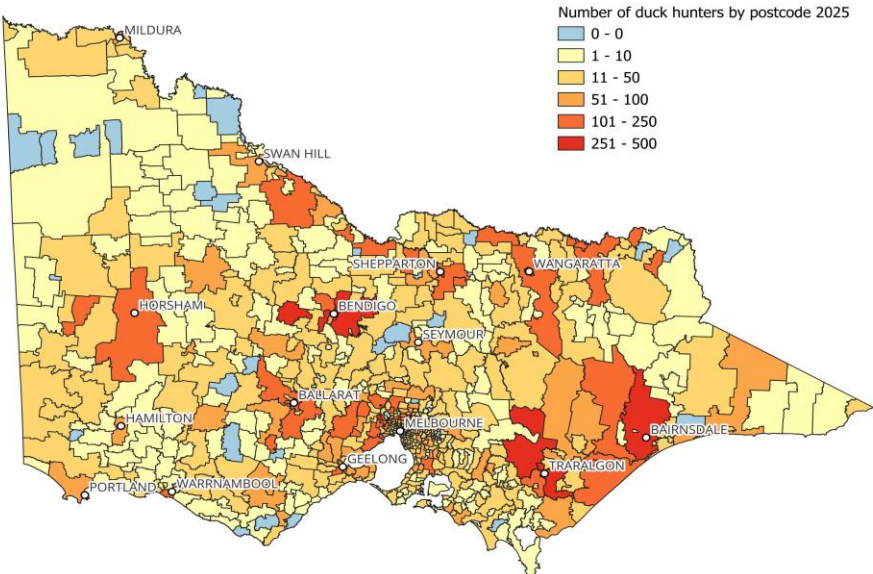 Number of duck hunters by postcode 2025
0 - 0
1 - 10
11 - 50
51 - 100
101 - 250
251 - 500
MILDURA
SWAN HILL
SHEPPARTON
WANGARATTA
HORSHAM
BENDIGO
SEYMOUR
BALLARAT
HAMILTON
MELBOURNE
BAIRNSDALE
GEELONG
TRARALGON
PORTLAND
WARRNAMBOOL